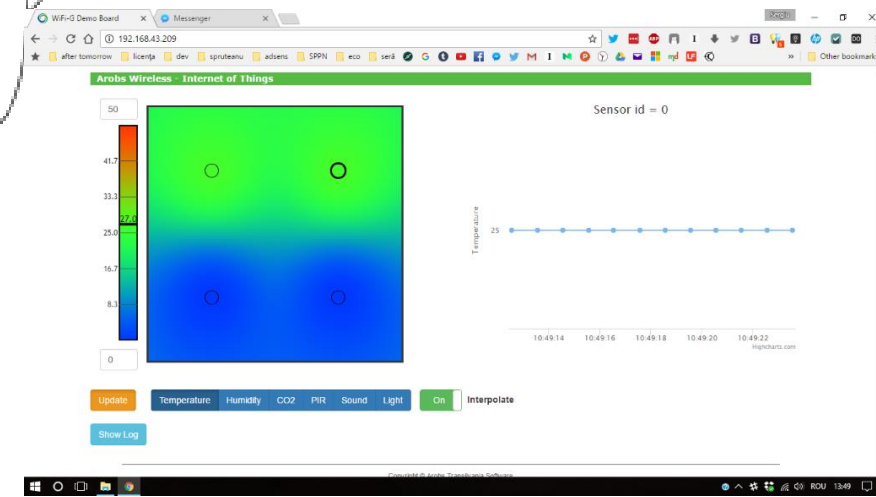 WiFi-G Demo Board
Messenger
192.168.43.209
after tomorrow licența dev spruteanu adsens SPPN eco seră Other bookmark
Arobs Wireless - Internet of Things
50
41.7
33.3
27.0
25.0
16.7
8.3
0
Sensor id = 0
Temperature
25
10:49:14 10:49:16 10:49:18 10:49:20 10:49:22
Highcharts.com
Update Temperature Humidity CO2 PIR Sound Light On Interpolate
Show Log
Copyright © Arobs Transilvania Software
ROU 13:49